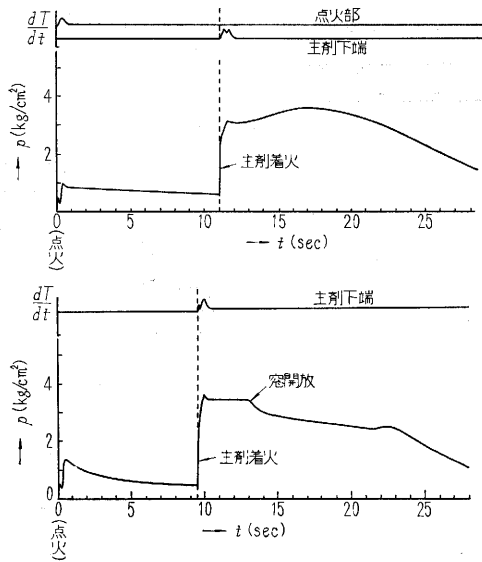 dT/dt
点火部
主剤下端
p (kg/cm²)
4
2
0
主剤着火
0 5 10 15 20 25
(点火)
t (sec)
dT/dt
主剤下端
p (kg/cm²)
4
2
0
窓開放
主剤着火
0 5 10 15 20 25
(点火)
t (sec)